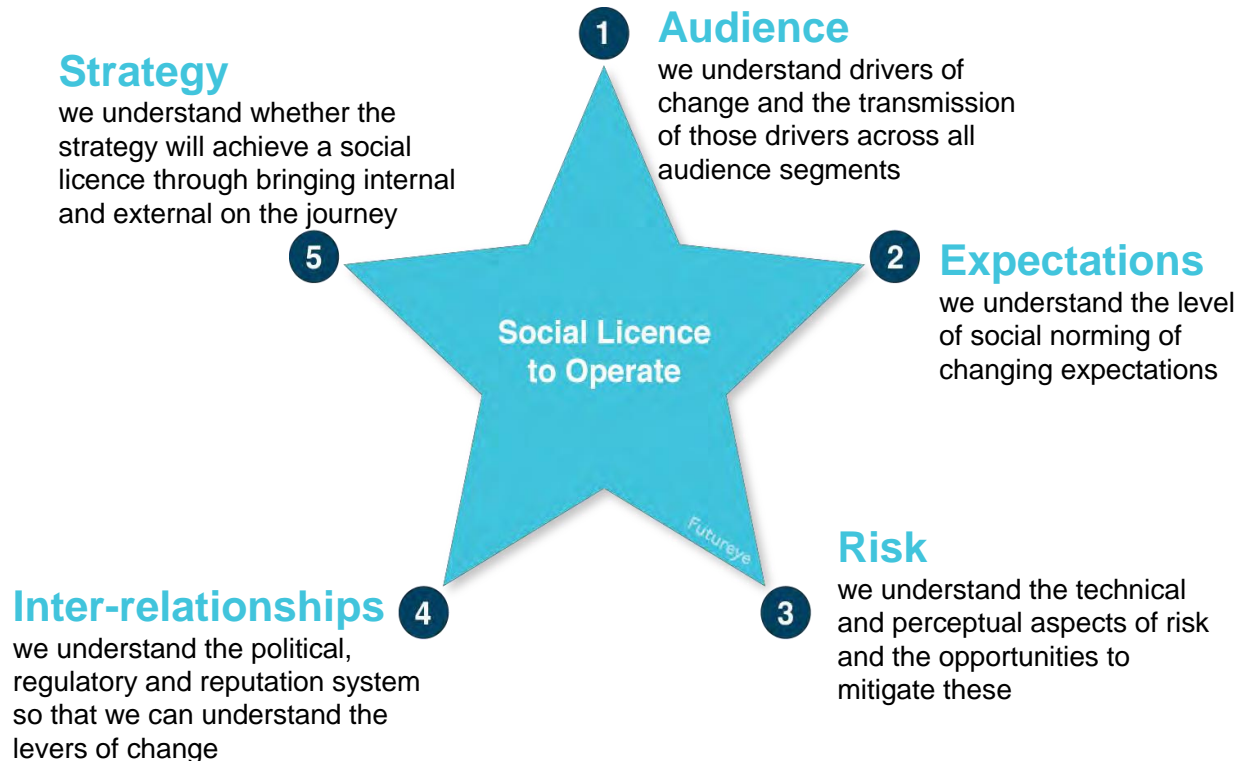 1
Audience
we understand drivers of
change and the transmission
of those drivers across all
audience segments
2
Expectations
we understand the level
of social norming of
changing expectations
3
Risk
we understand the technical
and perceptual aspects of risk
and the opportunities to
mitigate these
4
Inter-relationships
we understand the political,
regulatory and reputation system
so that we can understand the
levers of change
5
Strategy
we understand whether the
strategy will achieve a social
licence through bringing internal
and external on the journey
Social Licence
to Operate
Futureye